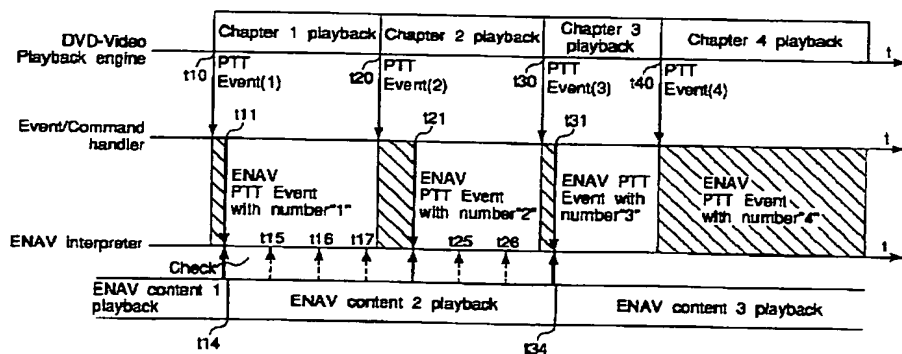 Chapter 1 playback
Chapter 2 playback
Chapter 3
playback
Chapter 4 playback
DVD-Video
Playback engine
t
t10
PTT
Event(1)
t20
PTT
Event(2)
t30
PTT
Event(3)
t40
PTT
Event(4)
Event/Command
handler
t11
t21
t31
t
ENAV
PTT Event
with number"1"
ENAV
PTT Event
with number"2"
ENAV PTT
Event with
number"3"
ENAV
PTT Event
with number"4"
ENAV interpreter
t15
t16
t17
t25
t26
t
Check
ENAV content 1
playback
ENAV content 2 playback
ENAV content 3 playback
t14
t34